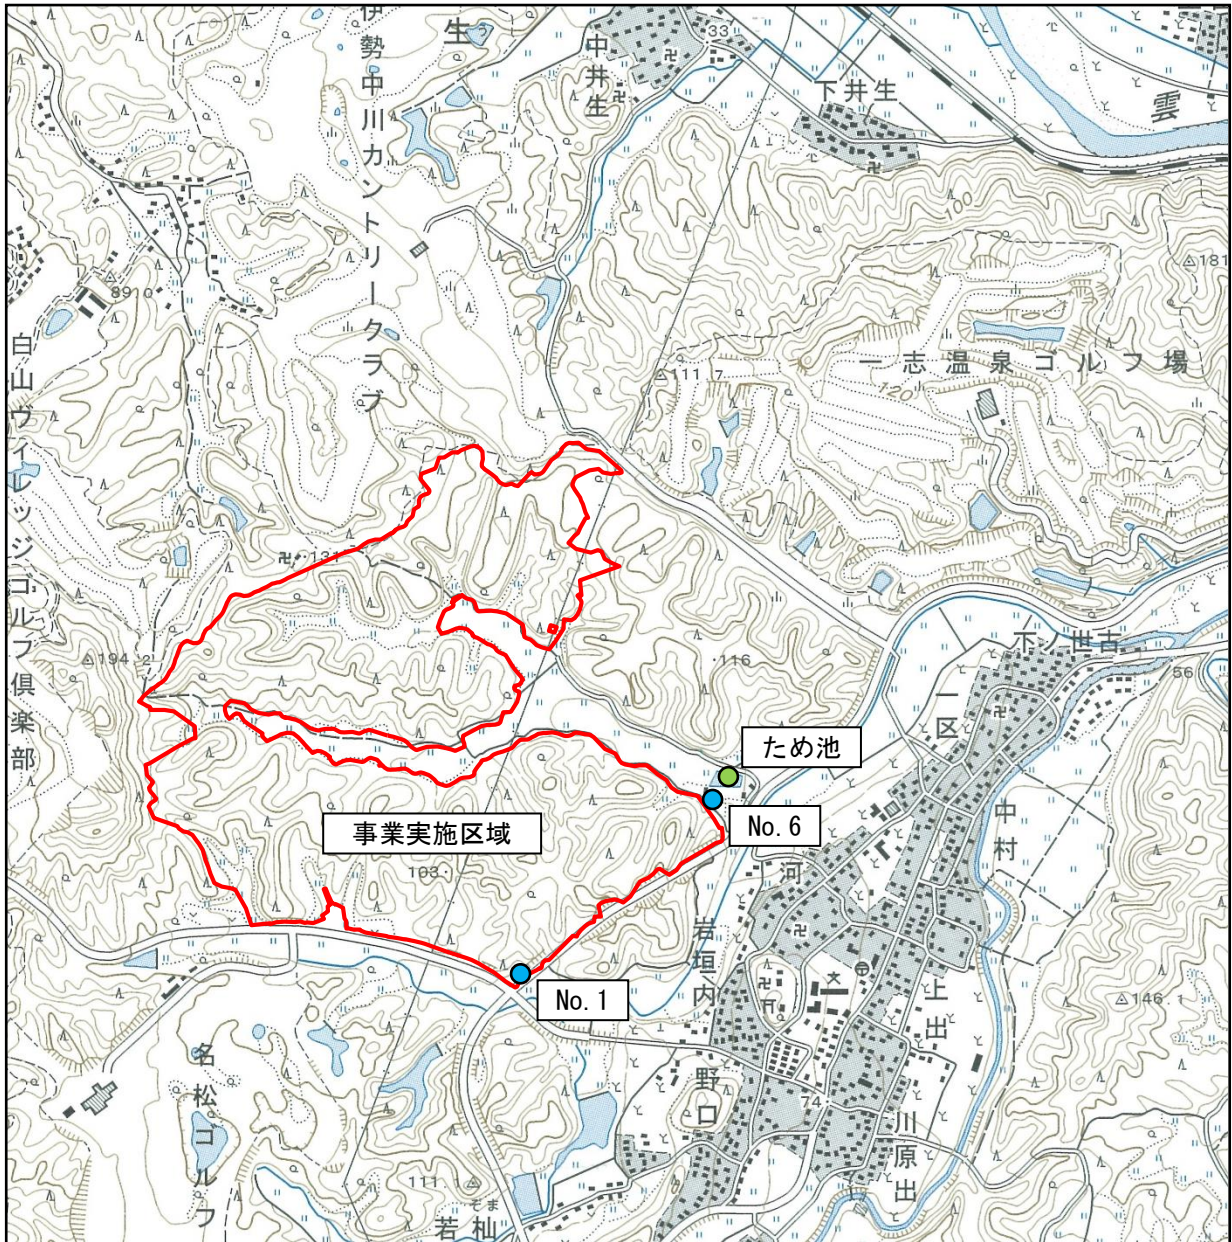 伊勢中川カントリークラブ
生
中井生
33
下井生
雲
100
181
8910
白山ヴィレッジゴルフ倶楽部
111.7
一志温泉ゴルフ場
120
131
194.2
116
下ノ世古
56
一区
ため池
No.6
中村
事業実施区域
103
河
岩垣内
No.1
上出
146.1
名松ゴルフ
野口
74
川原出
111.1
そま
若杣